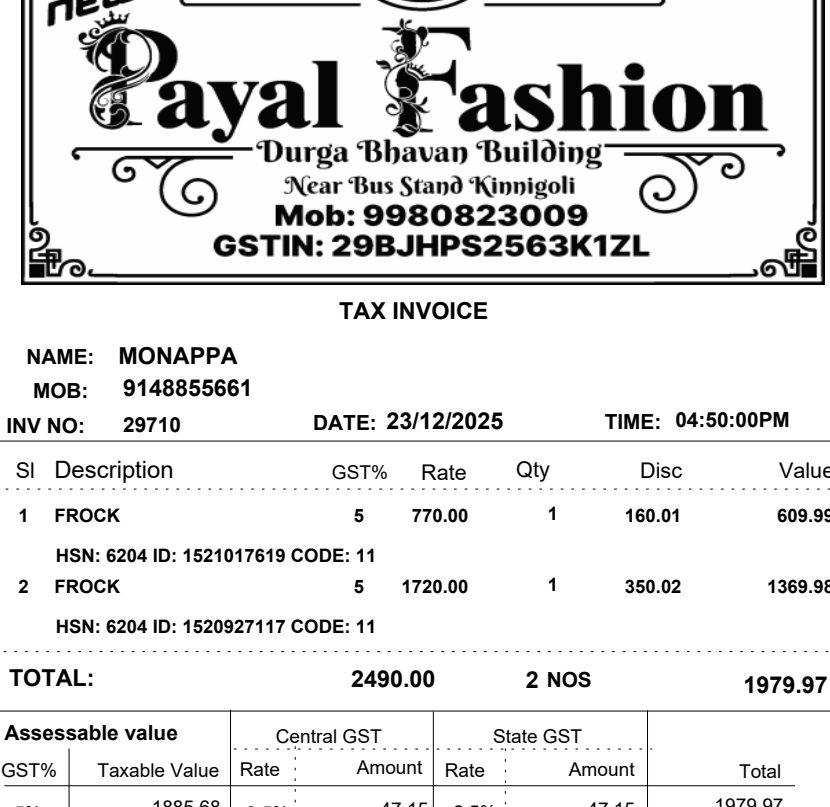 new
Payal Fashion
Durga Bhavan Building
Near Bus Stand Kinnigoli
Mob: 9980823009
GSTIN: 29BJHPS2563K1ZL
TAX INVOICE
NAME: MONAPPA
MOB: 9148855661
INV NO: 29710 DATE: 23/12/2025 TIME: 04:50:00PM
Sl Description GST% Rate Qty Disc Value
1 FROCK 5 770.00 1 160.01 609.99
HSN: 6204 ID: 1521017619 CODE: 11
2 FROCK 5 1720.00 1 350.02 1369.98
HSN: 6204 ID: 1520927117 CODE: 11
TOTAL: 2490.00 2 NOS 1979.97
Assessable value Central GST State GST
GST% Taxable Value Rate Amount Rate Amount Total
1885.68 47.15 47.15 1979.97